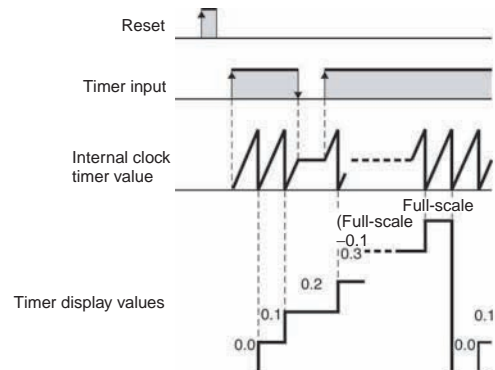 Reset
Timer input
Internal clock
timer value
Full-scale
(Full-scale
–0.1
0.3
0.2
0.1
0.1
0.0
0.0
Timer display values